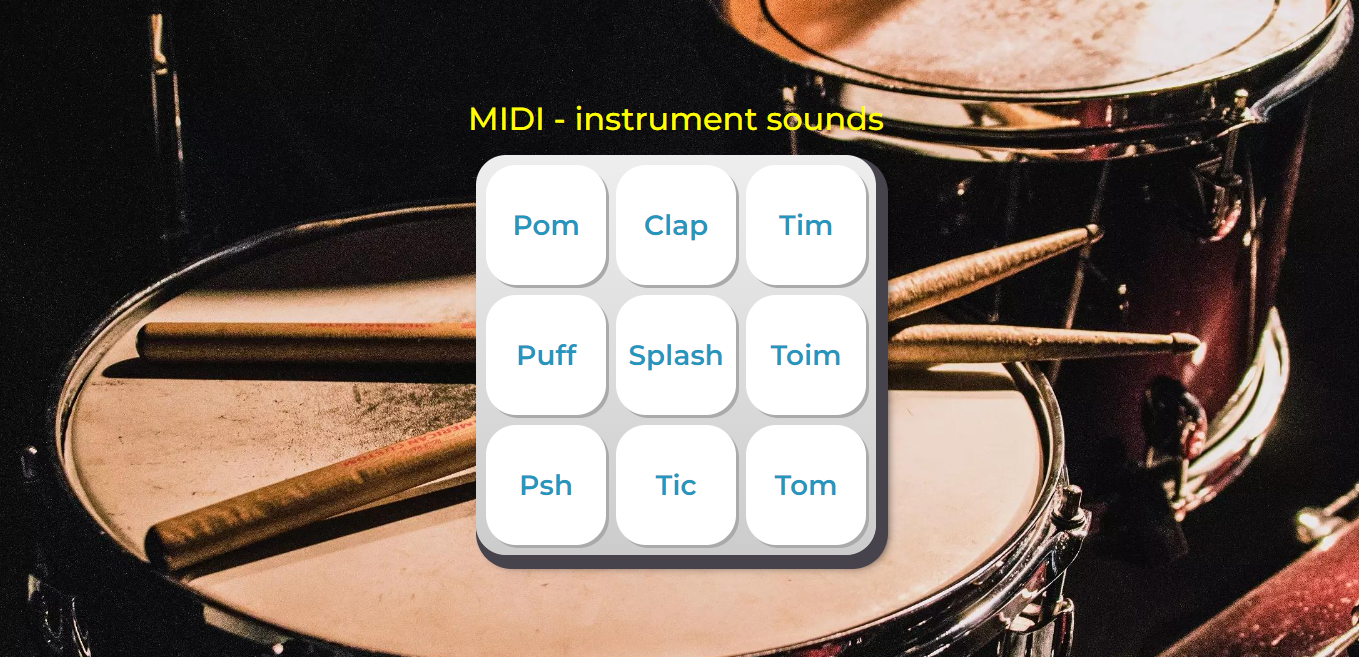 MIDI - instrument sounds
Pom Clap Tim
Puff Splash Toim
Psh Tic Tom